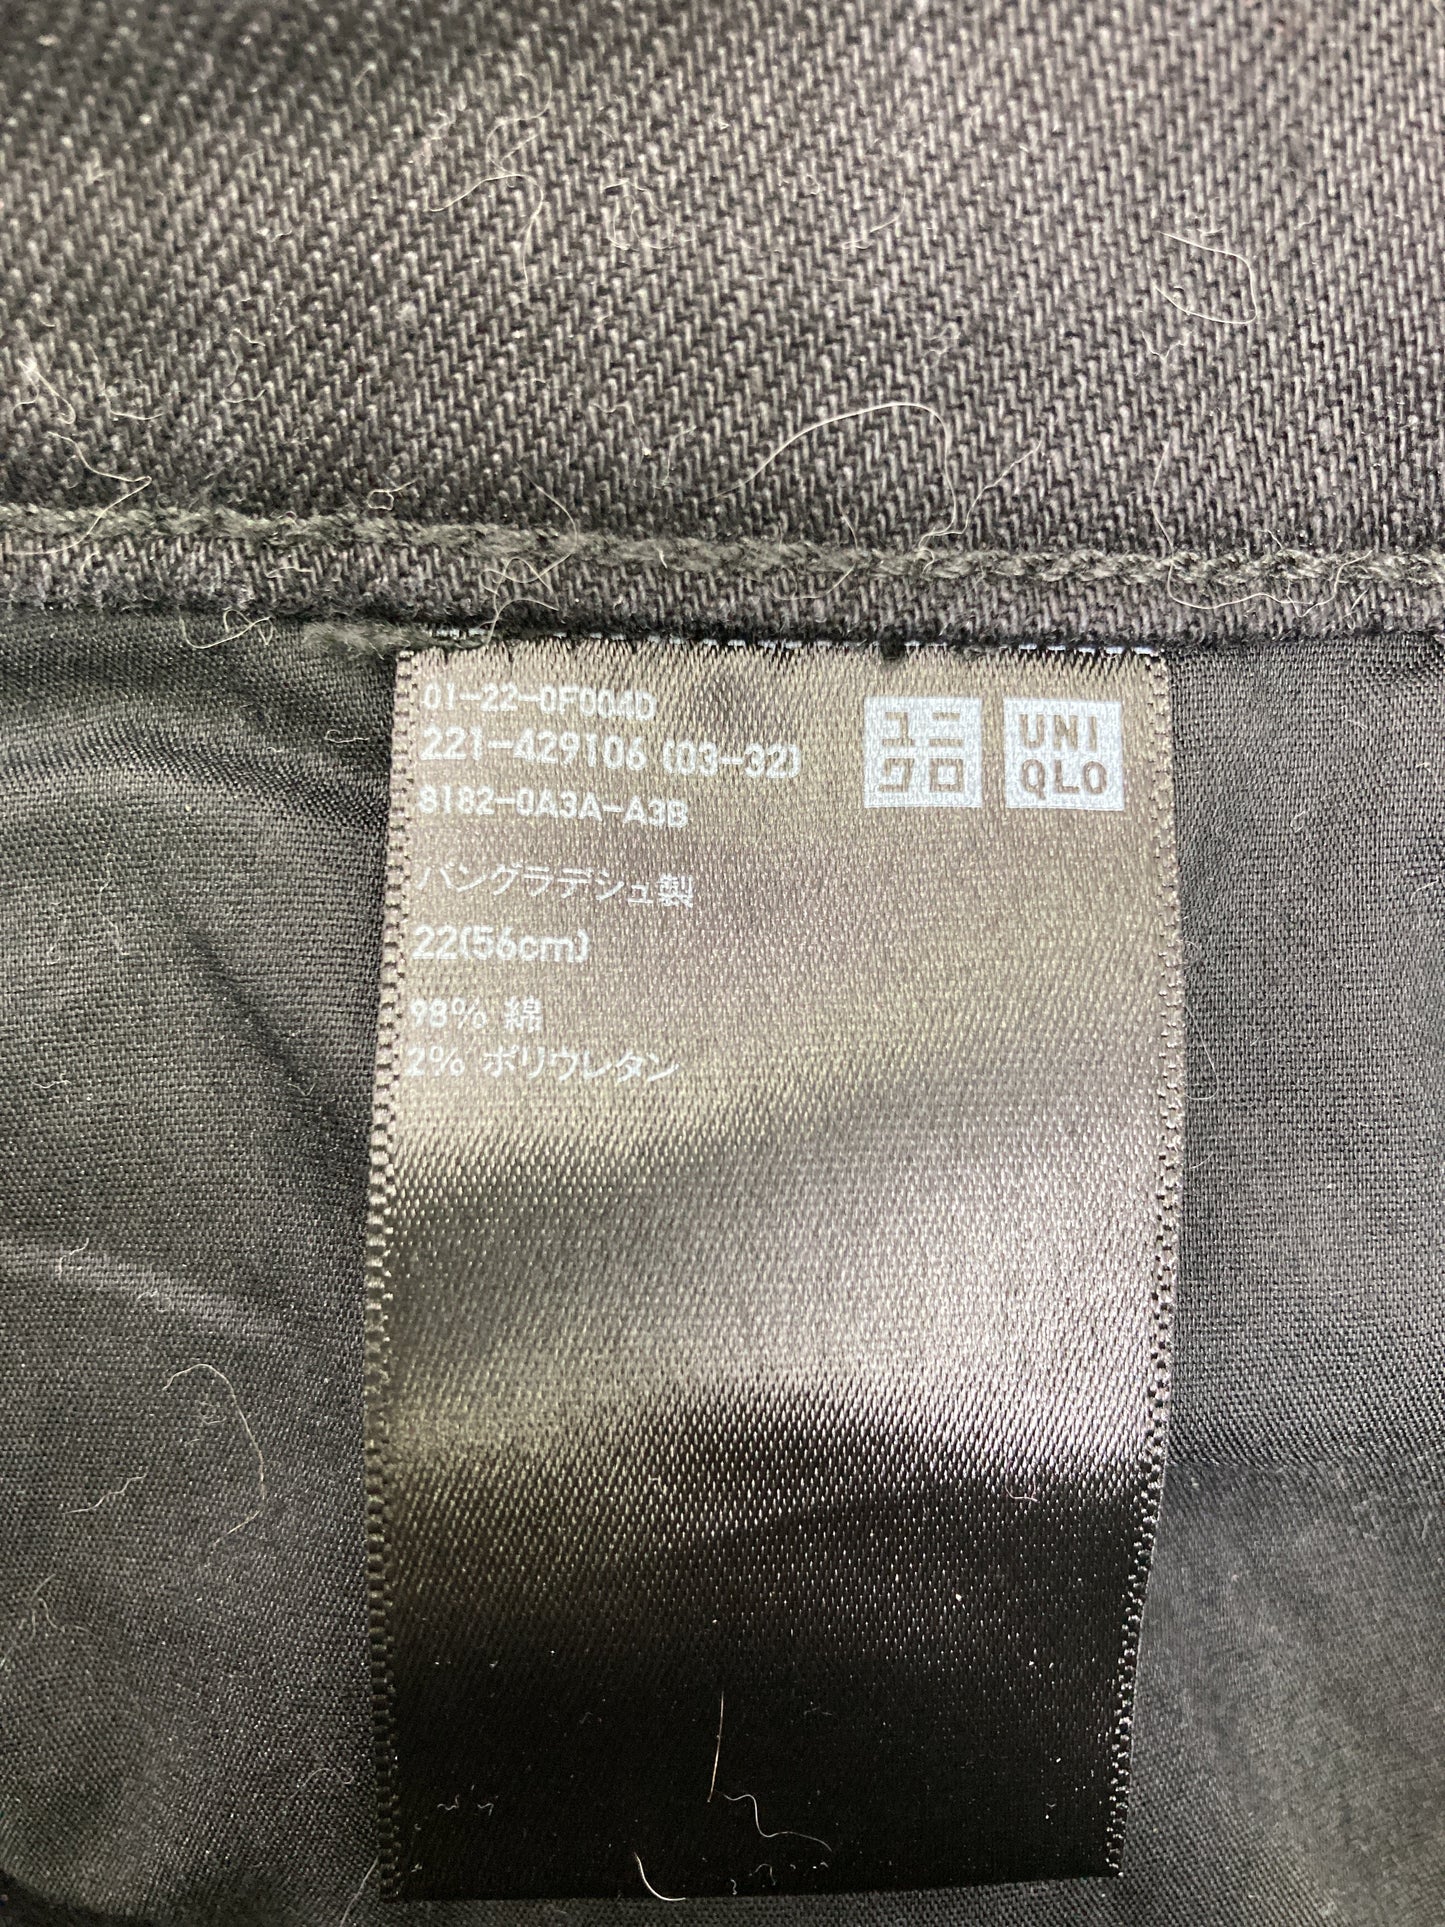 01-22-0F004D
221-429106 (03-32)
8182-0A3A-A3B
ユニ
クロ
UNI
QLO
バングラデシュ製
22(56cm)
98% 綿
2% ポリウレタン